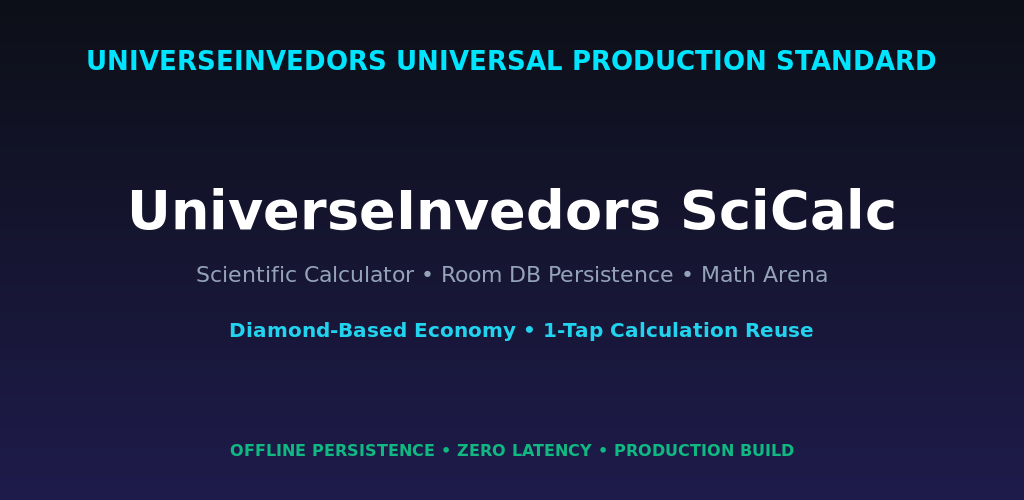 UNIVERSEINVEDORS UNIVERSAL PRODUCTION STANDARD
UniverseInvedors SciCalc
Scientific Calculator • Room DB Persistence • Math Arena
Diamond-Based Economy • 1-Tap Calculation Reuse
OFFLINE PERSISTENCE • ZERO LATENCY • PRODUCTION BUILD